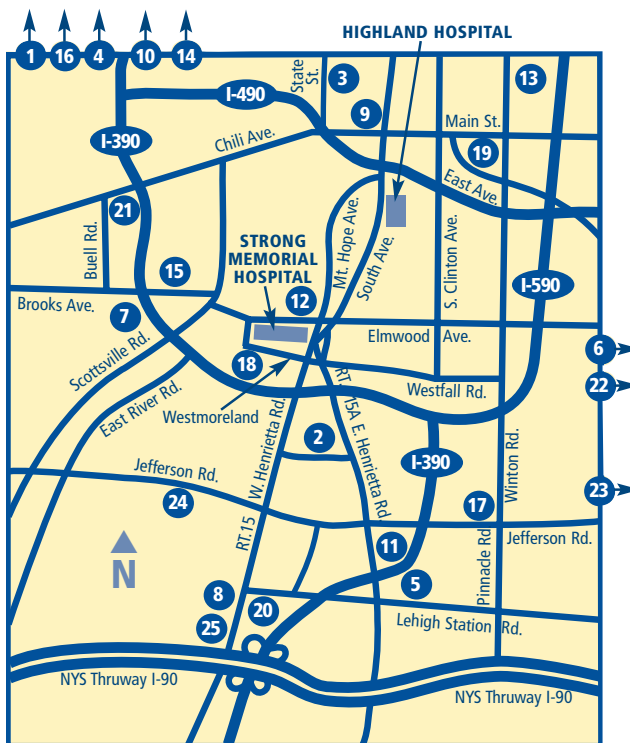 HIGHLAND HOSPITAL
1
16
4
10
14
State
St.
3
13
I-490
9
Main St.
I-390
Chili Ave.
19
East Ave.
21
Buell Rd.
Mt. Hope Ave.
South Ave.
S. Clinton Ave.
STRONG
MEMORIAL
HOSPITAL
15
I-590
Brooks Ave.
12
7
Elmwood Ave.
Scottsville Rd.
6
18
East River Rd.
Westmoreland
RT. 15A E. Henrietta Rd.
Westfall Rd.
22
W. Henrietta Rd.
2
I-390
Winton Rd.
Jefferson Rd.
23
24
17
RT.15
Jefferson Rd.
11
N
5
Pinnacle Rd
8
20
25
Lehigh Station Rd.
NYS Thruway I-90
NYS Thruway I-90